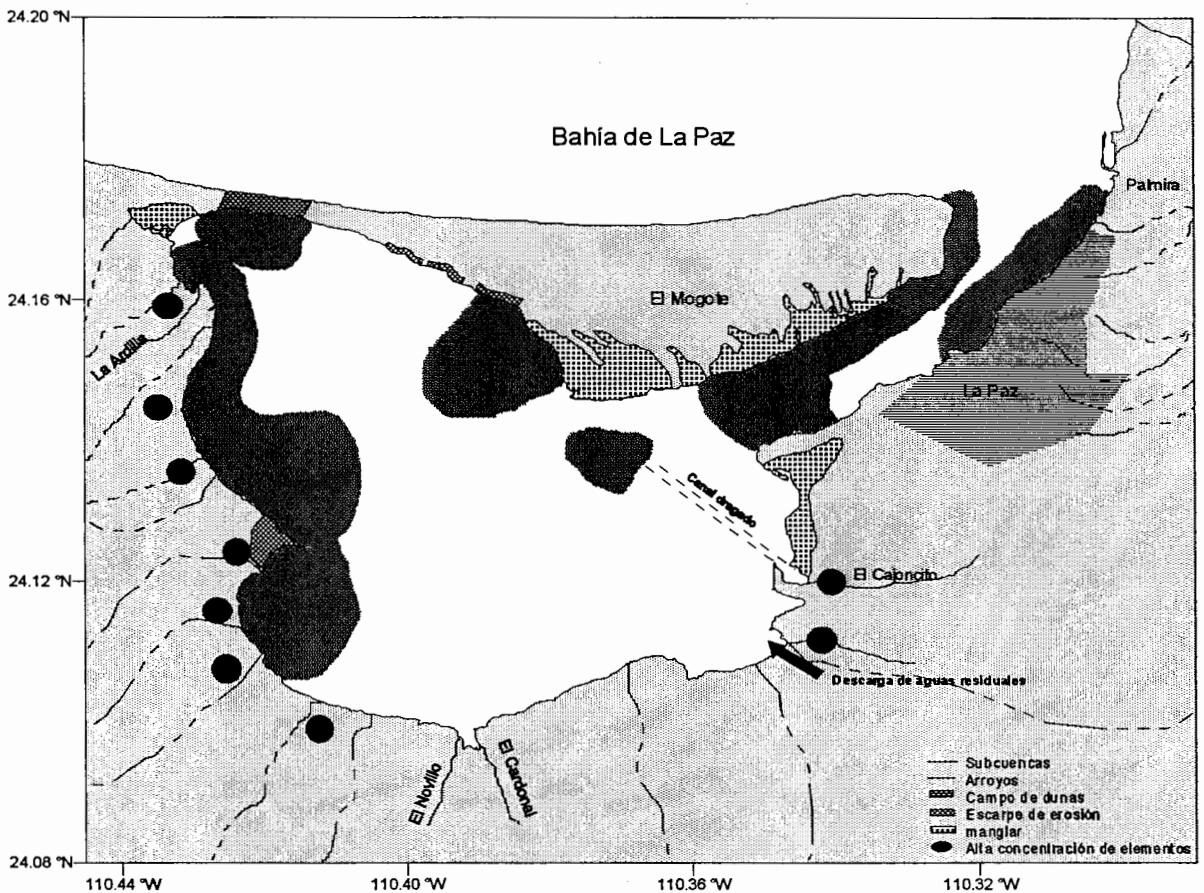 24.20 °N
Bahía de La Paz
Palmira
24.16 °N
El Mogote
La Ardilla
La Paz
Canal dragado
24.12 °N
El Cajoncito
Descarga de aguas residuales
El Novillo
El Cardonal
Subcuencas
Arroyos
Campo de dunas
Escarpe de erosión
manglar
Alta concentración de elementos
24.08 °N
110.44 °W
110.40 °W
110.36 °W
110.32 °W